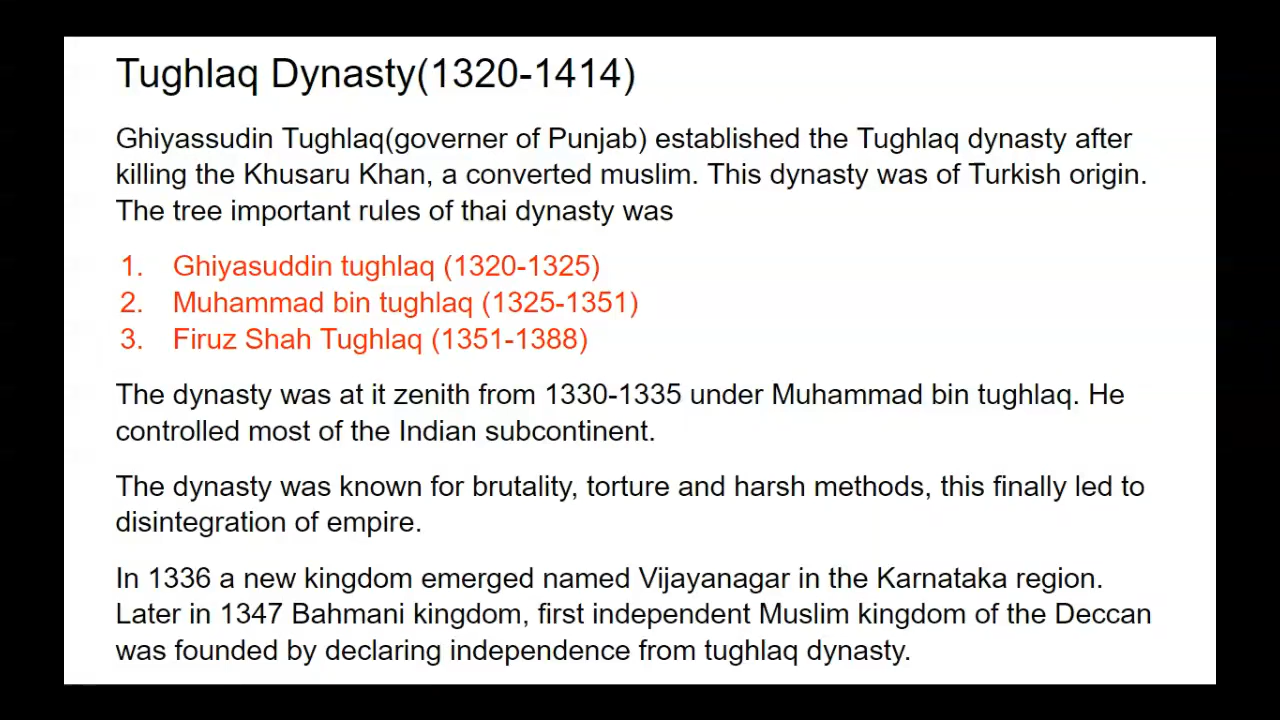 Tughlaq Dynasty(1320-1414)
Ghiyassudin Tughlaq(governer of Punjab) established the Tughlaq dynasty after
killing the Khusaru Khan, a converted muslim. This dynasty was of Turkish origin.
The tree important rules of thai dynasty was
1. Ghiyasuddin tughlaq (1320-1325)
2. Muhammad bin tughlaq (1325-1351)
3. Firuz Shah Tughlaq (1351-1388)
The dynasty was at it zenith from 1330-1335 under Muhammad bin tughlaq. He
controlled most of the Indian subcontinent.
The dynasty was known for brutality, torture and harsh methods, this finally led to
disintegration of empire.
In 1336 a new kingdom emerged named Vijayanagar in the Karnataka region.
Later in 1347 Bahmani kingdom, first independent Muslim kingdom of the Deccan
was founded by declaring independence from tughlaq dynasty.